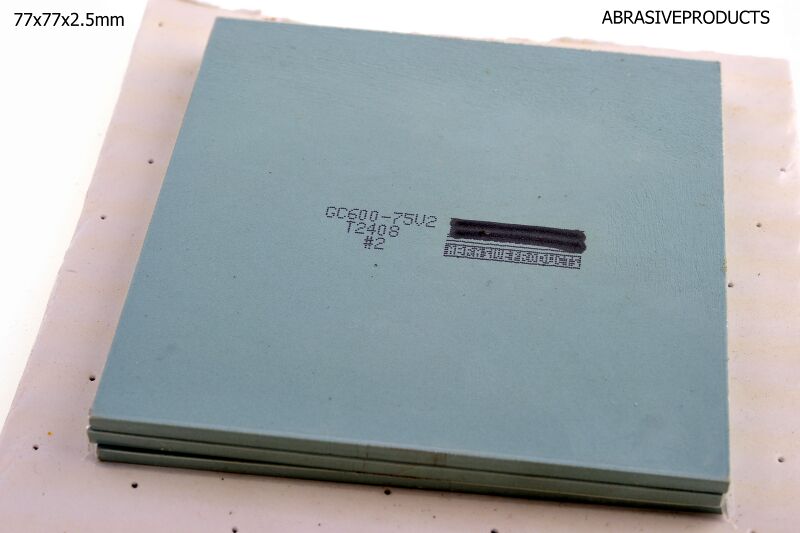 77x77x2.5mm
ABRASIVEPRODUCTS
GC600-75V2
T2408
#2
ABRASIVEPRODUCTS